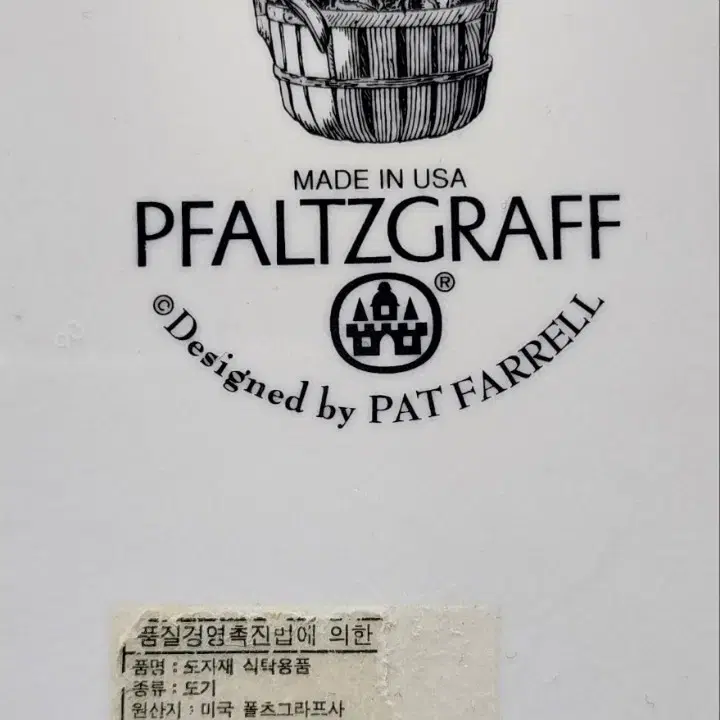 MADE IN USA
PFALTZGRAFF
®
©Designed by PAT FARRELL
품질경영촉진법에 의한
품명 : 도자재 식탁용품
종류 : 도기
원산지 : 미국 폴츠그라프사